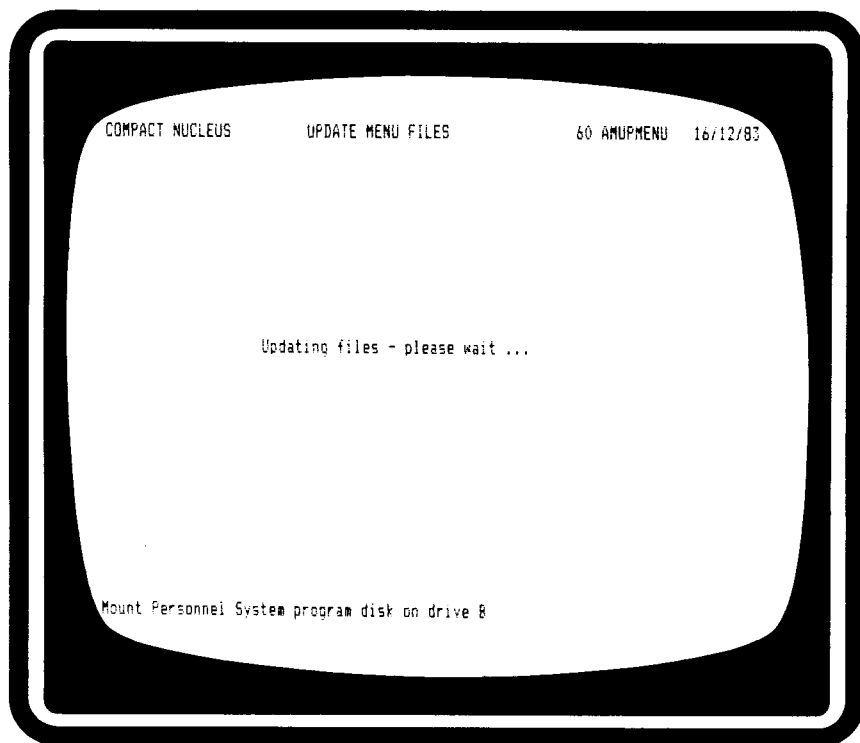 COMPACT NUCLEUS UPDATE MENU FILES 60 AMUPMENU 16/12/83
Updating files - please wait ...
Mount Personnel System program disk on drive B